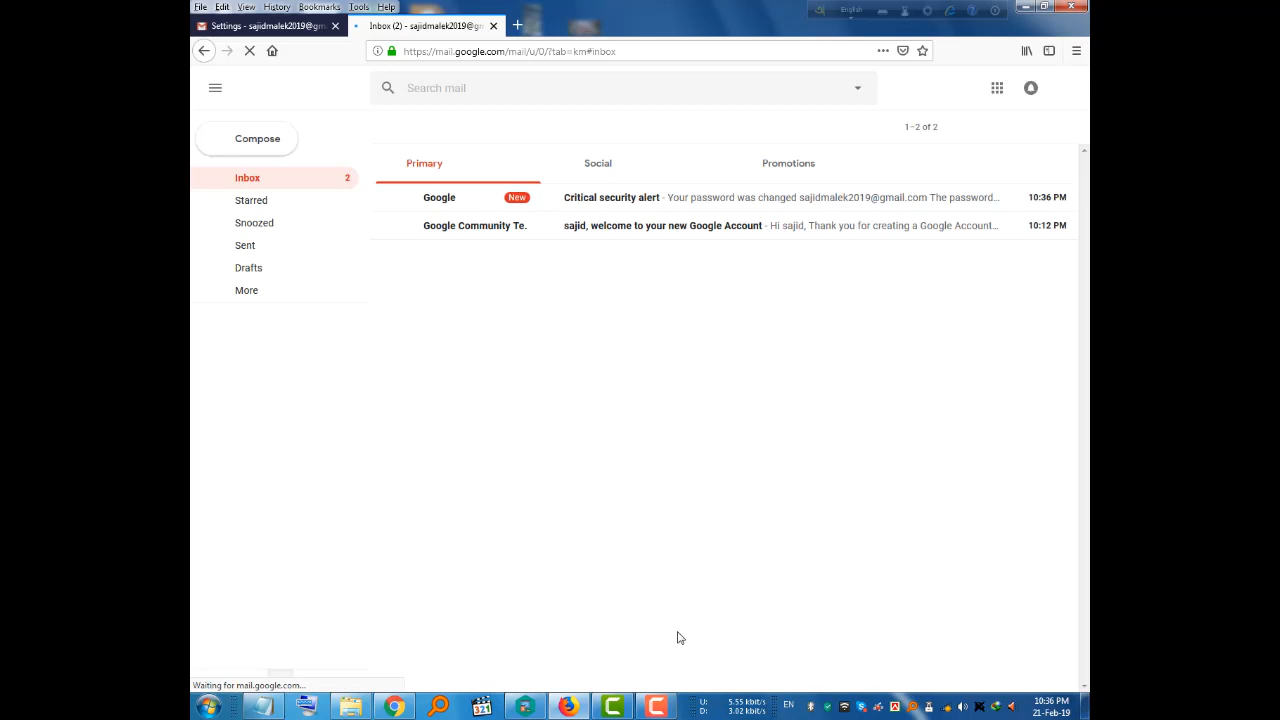 File Edit View History Bookmarks Tools Help
English
Settings - sajidmalek2019@gm
Inbox (2) - sajidmalek2019@gn
https://mail.google.com/mail/u/0/?tab=km#inbox
Search mail
Compose
1–2 of 2
Primary Social Promotions
Inbox 2
Starred
Snoozed
Sent
Drafts
More
Google New Critical security alert - Your password was changed sajidmalek2019@gmail.com The password… 10:36 PM
Google Community Te. sajid, welcome to your new Google Account - Hi sajid, Thank you for creating a Google Account… 10:12 PM
Waiting for mail.google.com...
321
U: 5.55 kbit/s
D: 3.02 kbit/s
EN
10:36 PM
21-Feb-19